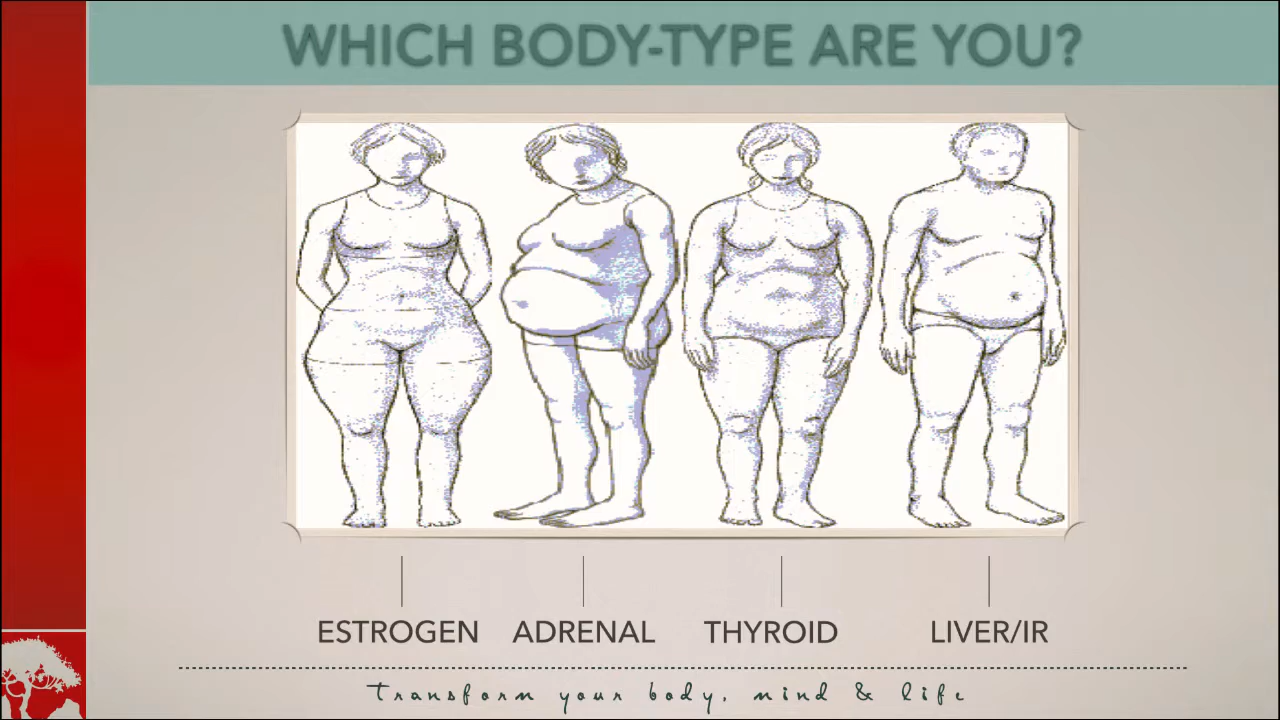 WHICH BODY-TYPE ARE YOU?
ESTROGEN ADRENAL THYROID LIVER/IR
transform your body, mind & life